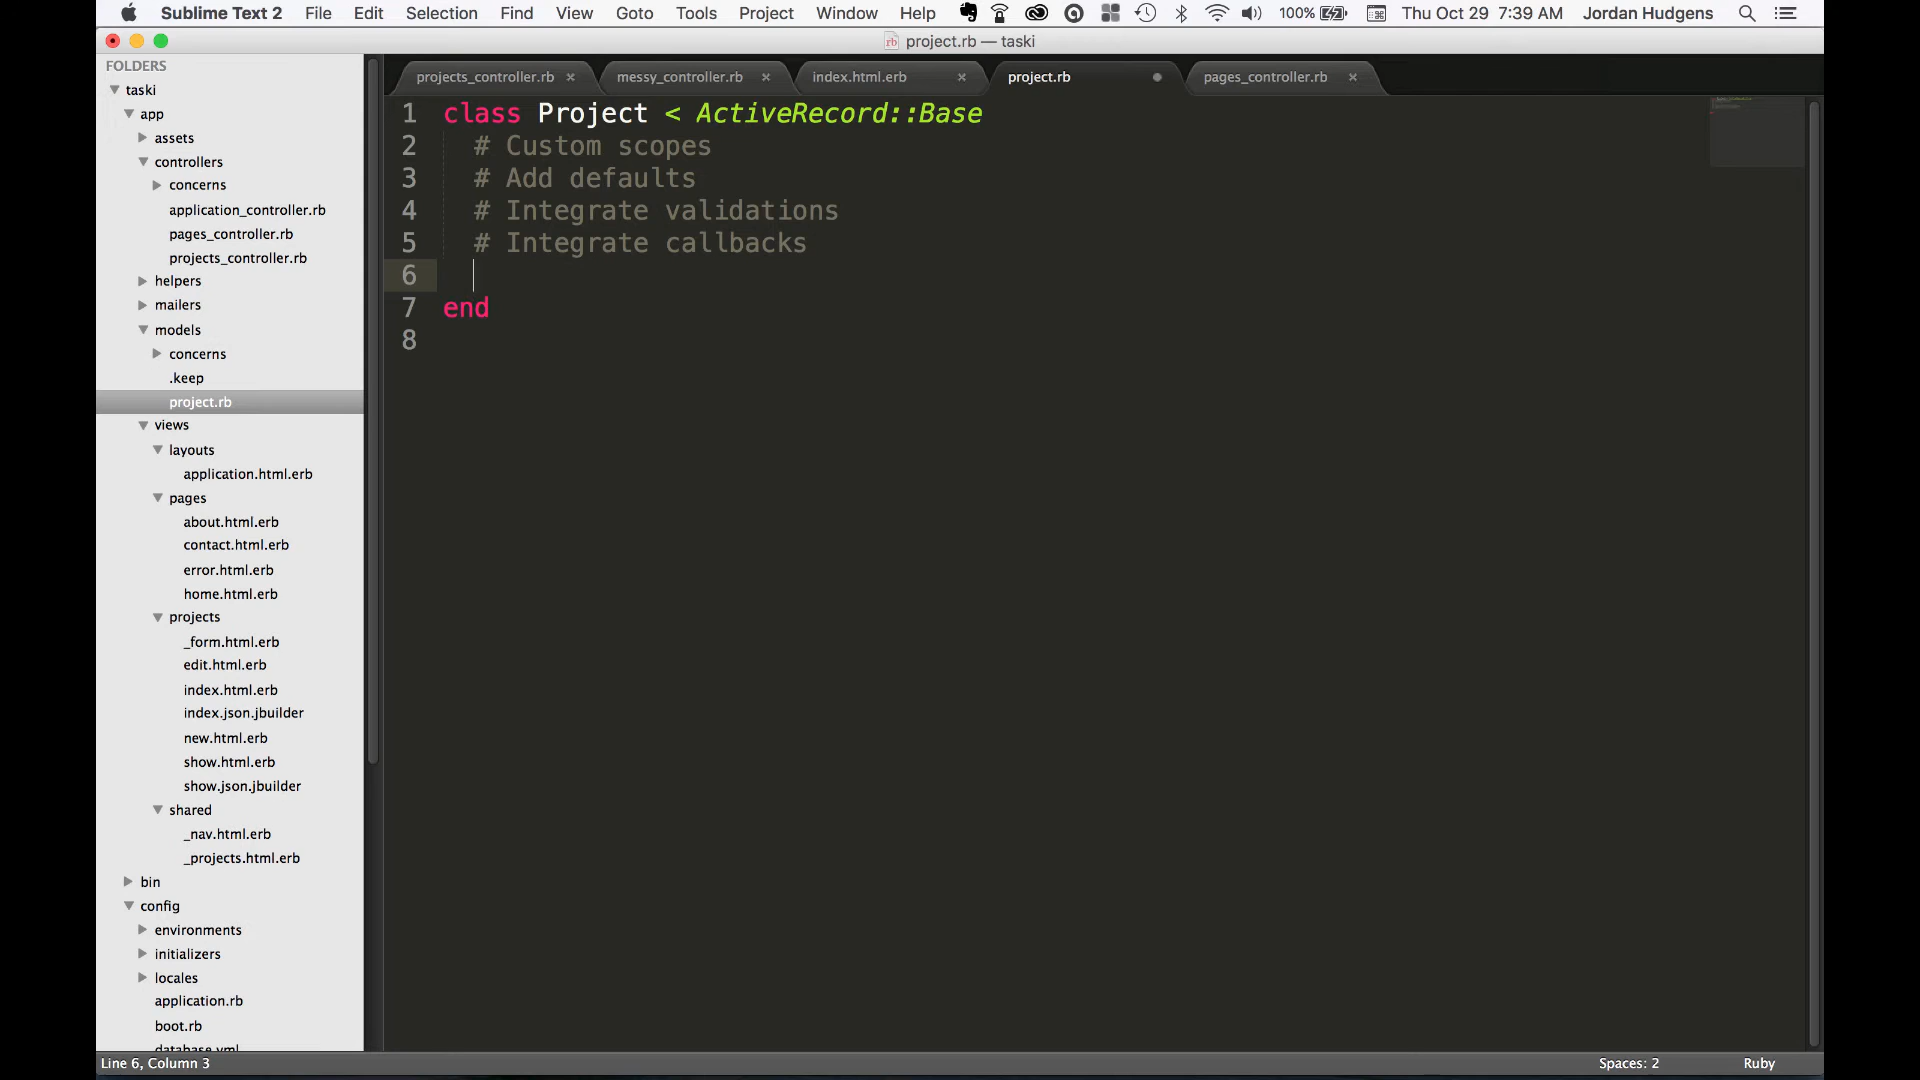 Sublime Text 2 File Edit Selection Find View Goto Tools Project Window Help 100% Thu Oct 29 7:39 AM Jordan Hudgens
project.rb — taski
FOLDERS
taski
app
assets
controllers
concerns
application_controller.rb
pages_controller.rb
projects_controller.rb
helpers
mailers
models
concerns
.keep
project.rb
views
layouts
application.html.erb
pages
about.html.erb
contact.html.erb
error.html.erb
home.html.erb
projects
_form.html.erb
edit.html.erb
index.html.erb
index.json.jbuilder
new.html.erb
show.html.erb
show.json.jbuilder
shared
_nav.html.erb
_projects.html.erb
bin
config
environments
initializers
locales
application.rb
boot.rb
database.yml
projects_controller.rb messy_controller.rb index.html.erb project.rb pages_controller.rb
1 class Project < ActiveRecord::Base
2 # Custom scopes
3 # Add defaults
4 # Integrate validations
5 # Integrate callbacks
6
7 end
8
Line 6, Column 3 Spaces: 2 Ruby